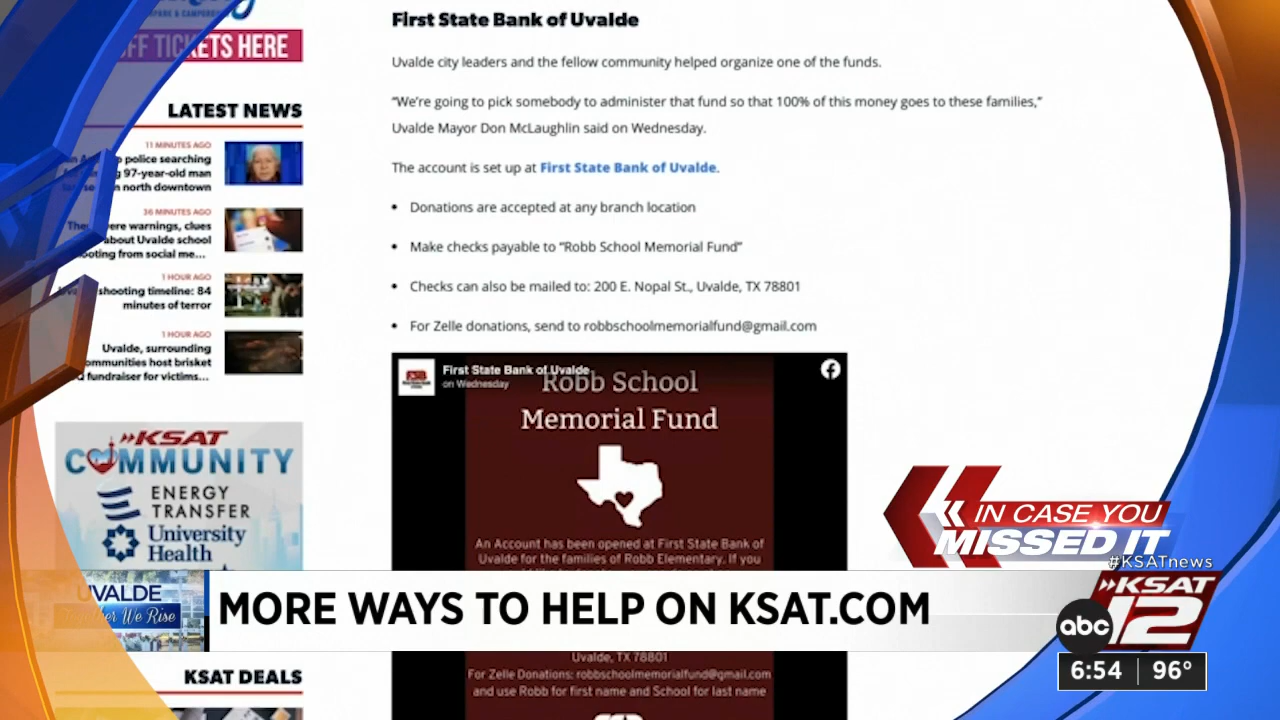 PARE & CAMPGRO
OFF TICKETS HERE
LATEST NEWS
11 MINUTES AGO
police searching
97-year-old man
north downtown
36 MINUTES AGO
ere warnings, clues
about Uvalde school
ooting from social me...
1 HOUR AGO
shooting timeline: 84
minutes of terror
1 HOUR AGO
Uvalde, surrounding
ommunities host brisket
fundraiser for victims...
KSAT
COMMUNITY
ENERGY
TRANSFER
University
Health
First State Bank of Uvalde
Uvalde city leaders and the fellow community helped organize one of the funds.
“We’re going to pick somebody to administer that fund so that 100% of this money goes to these families,”
Uvalde Mayor Don McLaughlin said on Wednesday.
The account is set up at First State Bank of Uvalde.
• Donations are accepted at any branch location
• Make checks payable to “Robb School Memorial Fund”
• Checks can also be mailed to: 200 E. Nopal St., Uvalde, TX 78801
• For Zelle donations, send to robbschoolmemorialfund@gmail.com
FSB
First State Bank of Uvalde
on Wednesday
Robb School
Memorial Fund
An Account has been opened at First State Bank of
Uvalde for the families of Robb Elementary. If you
IN CASE YOU
MISSED IT
#KSATnews
UVALDE
Together We Rise
MORE WAYS TO HELP ON KSAT.COM
KSAT
abc 12
6:54 96°
Uvalde, TX 78801
For Zelle Donations: robbschoolmemorialfund@gmail.com
and use Robb for first name and School for last name
KSAT DEALS